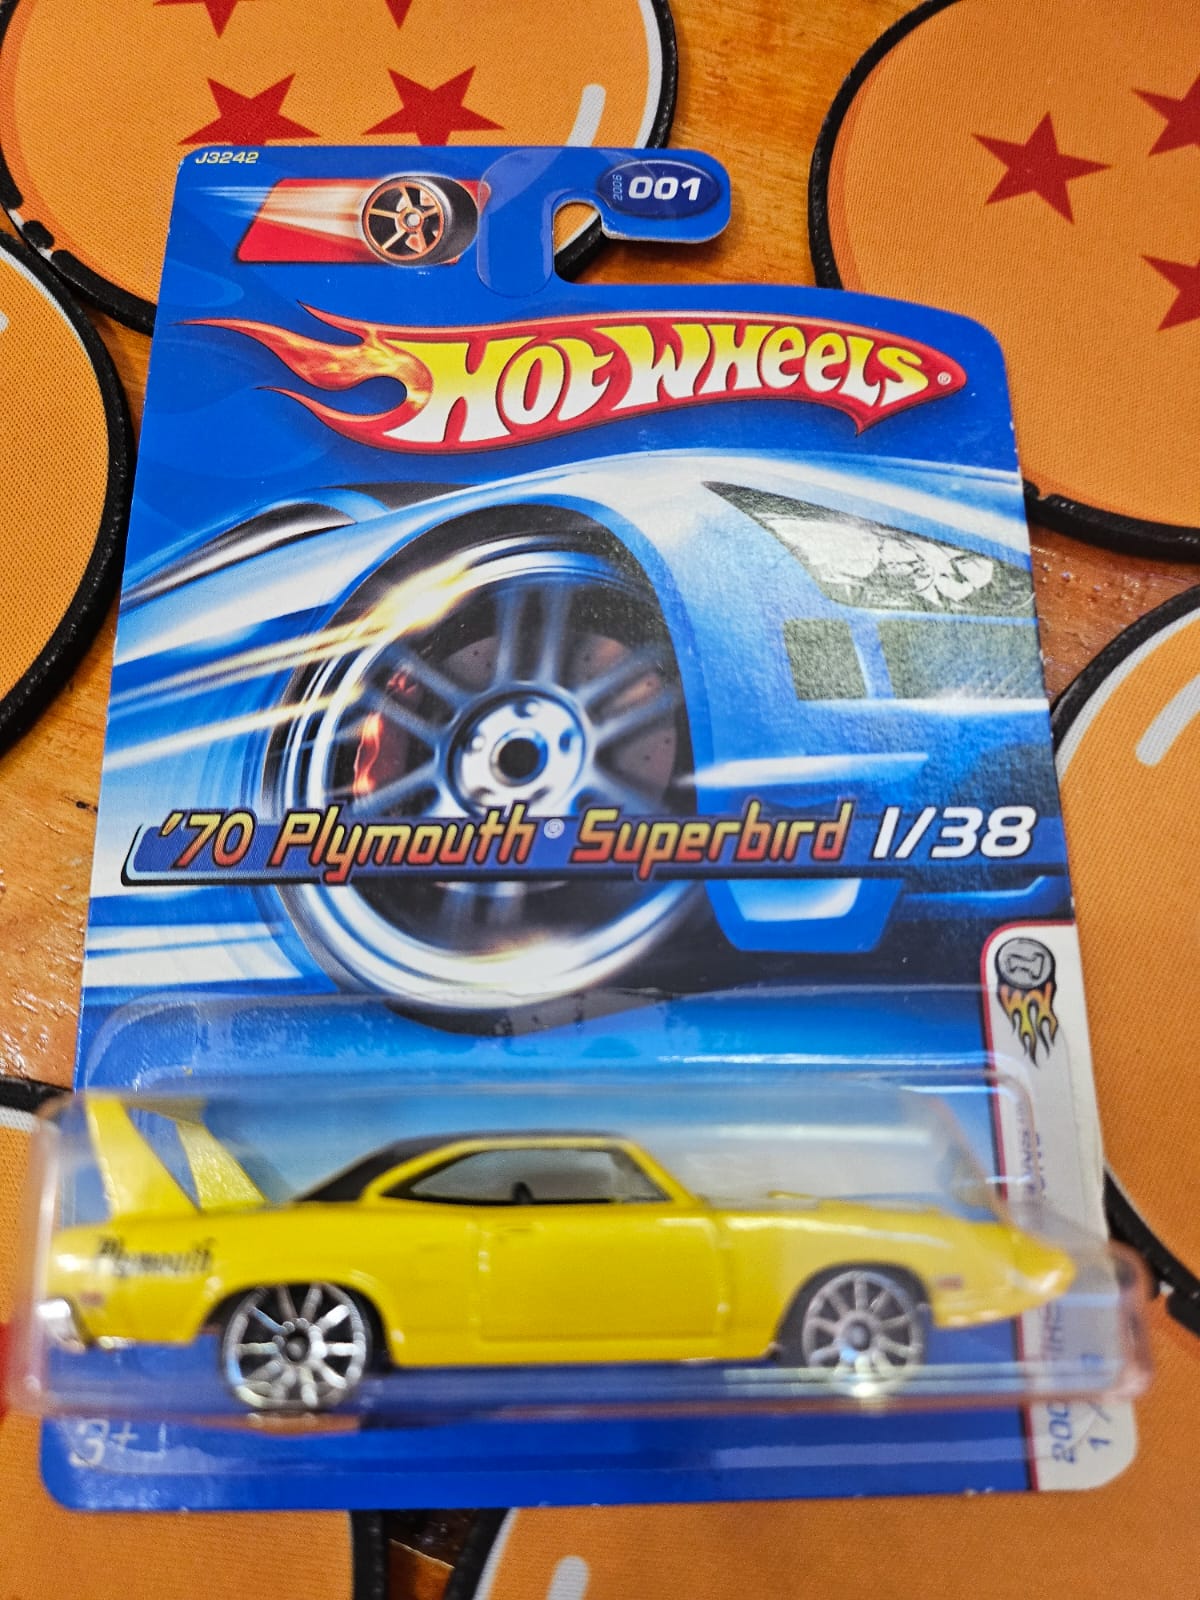 J3242
2006 001
HOT WHEELS®
'70 Plymouth® Superbird 1/38
Plymouth
3+